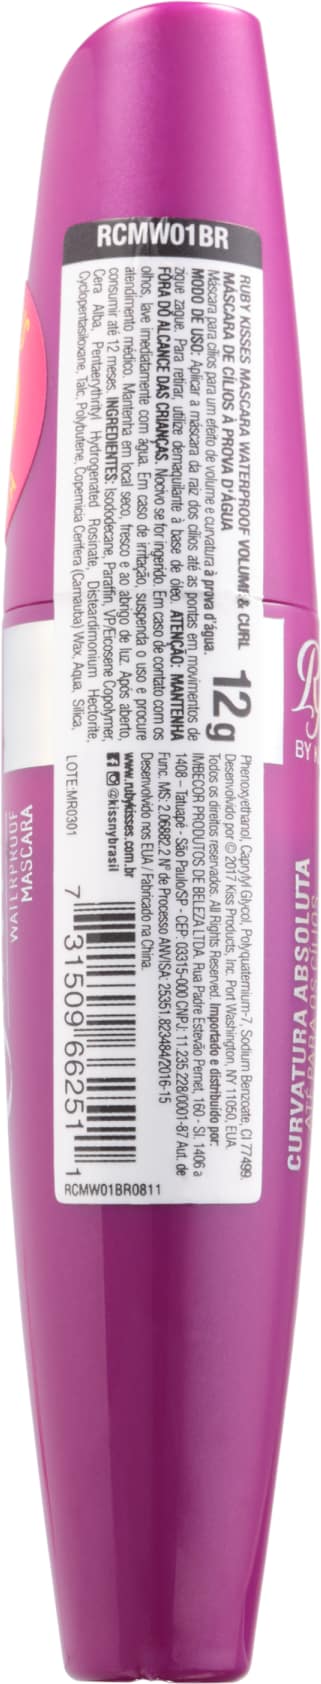 RCMW01BR
RUBY KISSES MASCARA WATERPROOF VOLUME & CURL
MÁSCARA DE CÍLIOS À PROVA D'ÁGUA
Máscara para cílios para um efeito de volume e curvatura à prova d'água.
MODO DE USO: Aplicar a máscara da raiz dos cílios até as pontas em movimentos de
zigue zague. Para retirar, utilize demaquilante à base de óleo. ATENÇÃO: MANTENHA
FORA DO ALCANCE DAS CRIANÇAS. Nocivo se for ingerido. Em caso de contato com os
olhos, lave imediatamente com água. Em caso de irritação, suspenda o uso e procure
atendimento médico. Mantenha em local seco, fresco e ao abrigo de luz. Após aberto,
consumir até 12 meses. INGREDIENTES: Isododecane, Paraffin, VP/Eicosene Copolymer,
Cera Alba, Pentaerythrityl Hydrogenated Rosinate, Disteardimonium Hectorite,
Cyclopentasiloxane, Talc, Polybutene, Copernicia Cerifera (Carnauba) Wax, Aqua, Silica,
12g
Phenoxyethanol, Caprylyl Glycol, Polyquaternium-7, Sodium Benzoate, CI 77499.
Desenvolvido por © 2017 Kiss Products, Inc. Port Washington, NY 11050, EUA
Todos os direitos reservados. All Rights Reserved. Importado e distribuído por:
IMBECOR PRODUTOS DE BELEZA LTDA. Rua Padre Estevão Pernet, 160 - Sl. 1406 a
1408 – Tatuapé - São Paulo/SP - CEP: 03315-000 CNPJ: 11.235.228/0001-87 Aut. de
Func. MS: 2.06882.2 Nº de Processo ANVISA: 25351.823484/2016-15
Desenvolvido nos EUA / Fabricado na China.
www.rubykisses.com.br
@kissnybrasil
LOTE:MR0301
7 31509 66251 1
RCMW01BR0811
WATERPROOF
MASCARA
BY
CURVATURA ABSOLUTA
ATÉ PARA OS CÍLIOS